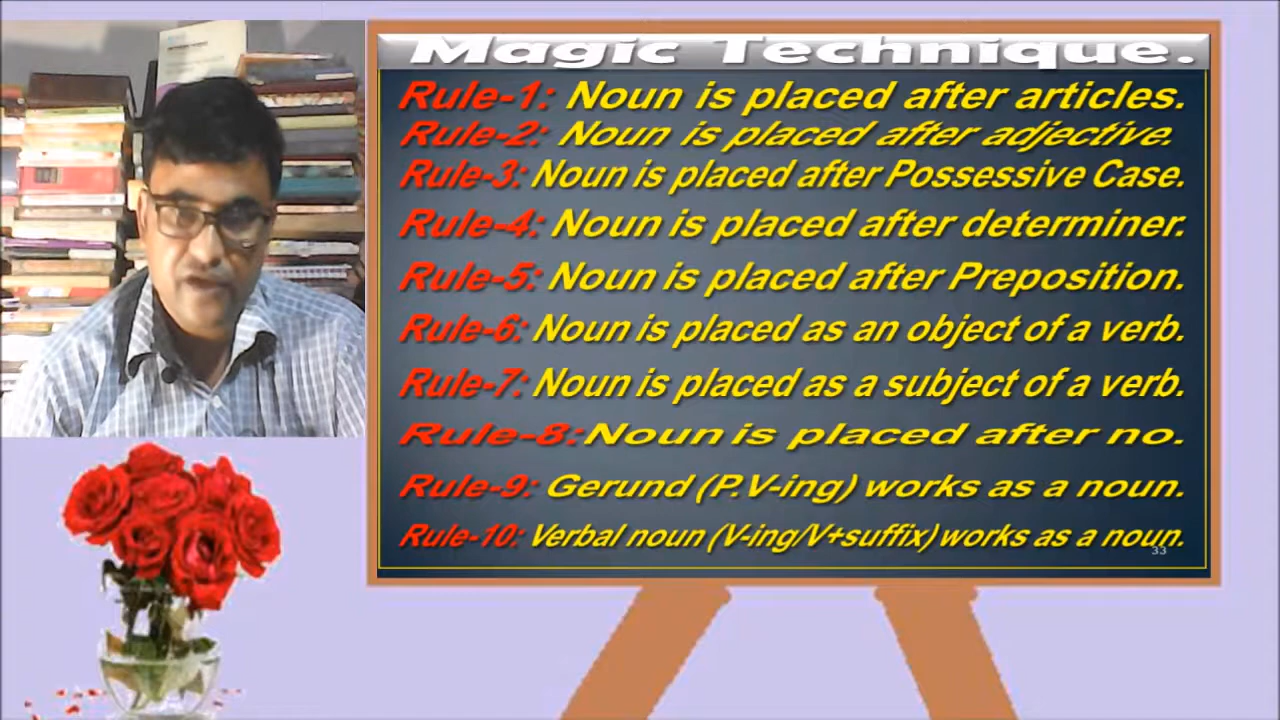 Magic Technique.
Rule-1: Noun is placed after articles.
Rule-2: Noun is placed after adjective.
Rule-3: Noun is placed after Possessive Case.
Rule-4: Noun is placed after determiner.
Rule-5: Noun is placed after Preposition.
Rule-6: Noun is placed as an object of a verb.
Rule-7: Noun is placed as a subject of a verb.
Rule-8:Noun is placed after no.
Rule-9: Gerund (P.V-ing) works as a noun.
Rule-10: Verbal noun (V-ing/V+suffix) works as a noun.
33